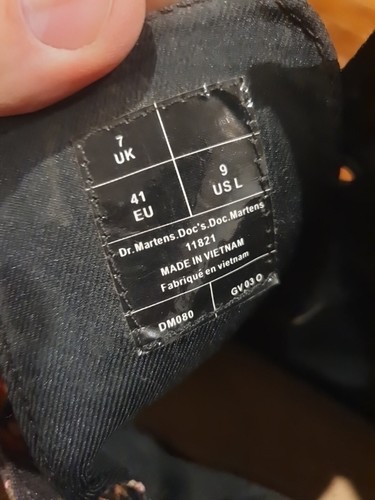 7
UK
41
EU
9
US L
Dr.Martens.Doc's.Doc.Martens
11821
MADE IN VIETNAM
Fabriqué en vietnam
DM080
GV03 O